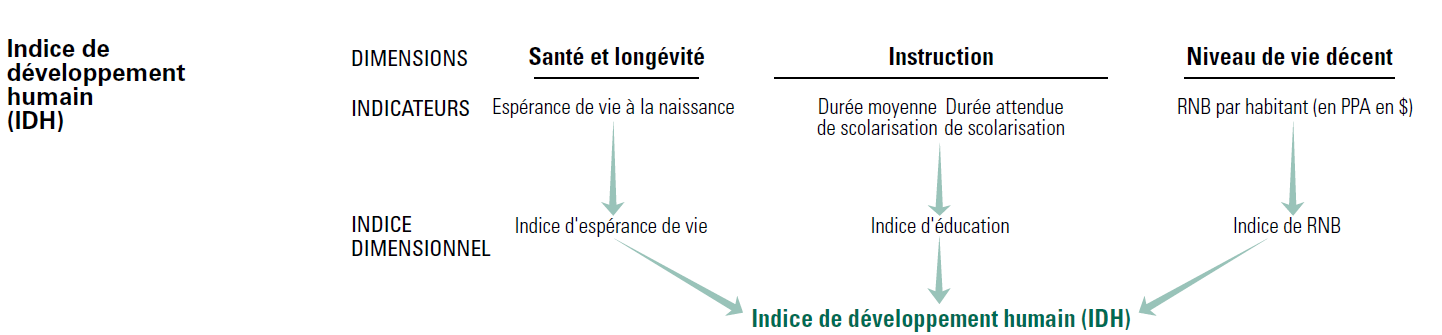 Indice de
développement
humain
(IDH)
DIMENSIONS
Santé et longévité
Instruction
Niveau de vie décent
INDICATEURS
Espérance de vie à la naissance
Durée moyenne
de scolarisation
Durée attendue
de scolarisation
RNB par habitant (en PPA en $)
INDICE
DIMENSIONNEL
Indice d'espérance de vie
Indice d'éducation
Indice de RNB
Indice de développement humain (IDH)